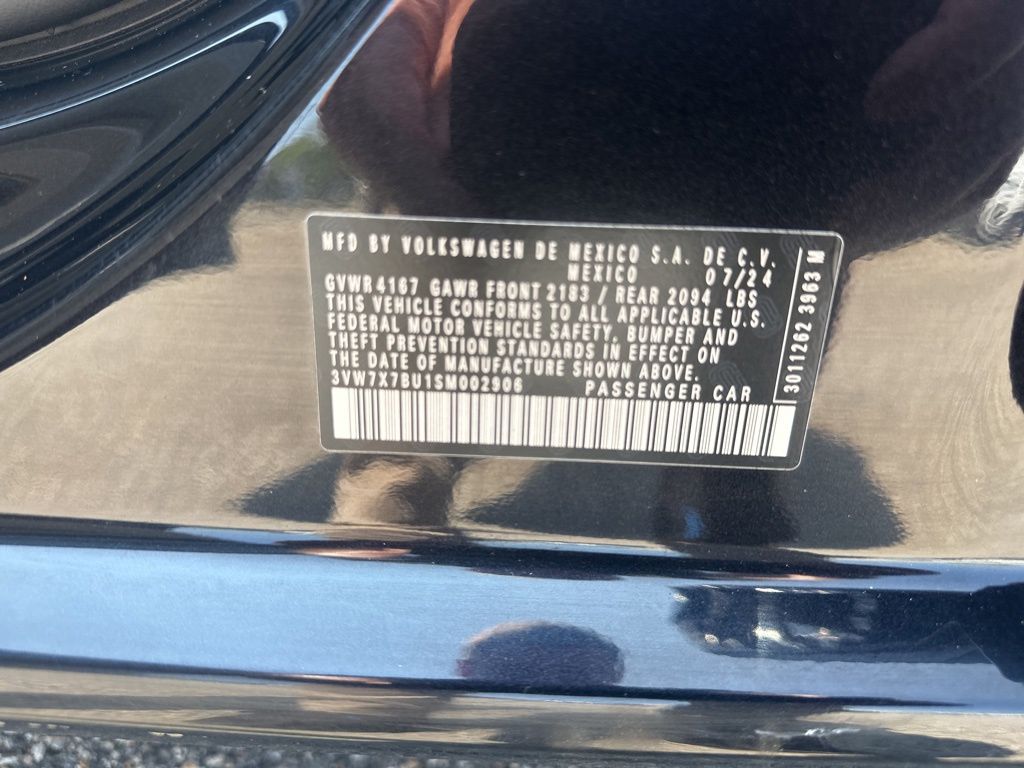 MFD BY VOLKSWAGEN DE MEXICO S.A. DE C.V.
MEXICO 07/24
GVWR 4167 GAWR FRONT 2183 / REAR 2094 LBS
THIS VEHICLE CONFORMS TO ALL APPLICABLE U.S.
FEDERAL MOTOR VEHICLE SAFETY, BUMPER AND
THEFT PREVENTION STANDARDS IN EFFECT ON
THE DATE OF MANUFACTURE SHOWN ABOVE.
3VW7X7BU1SM002906 PASSENGER CAR
3011262 3963 M